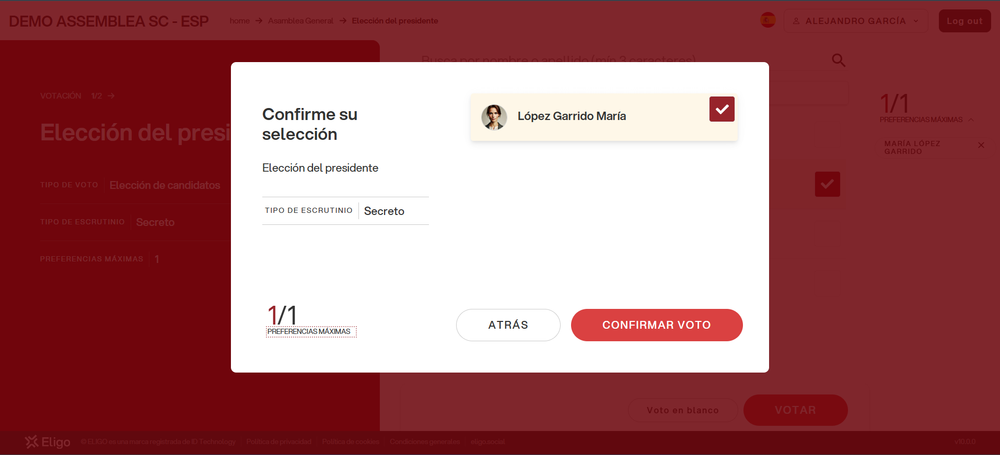 DEMO ASSEMBLEA SC - ESP
home → Asamblea General → Elección del presidente
ALEJANDRO GARCÍA
Log out
Busca por nombre o apellido (mín 3 caracteres)
VOTACIÓN 1/2 →
Elección del presi
TIPO DE VOTO Elección de candidatos
TIPO DE ESCRUTINIO Secreto
PREFERENCIAS MÁXIMAS 1
Confirme su
selección
Elección del presidente
TIPO DE ESCRUTINIO Secreto
López Garrido María
1/1
PREFERENCIAS MÁXIMAS
ATRÁS
CONFIRMAR VOTO
1/1
PREFERENCIAS MÁXIMAS
MARÍA LÓPEZ
GARRIDO
Voto en blanco
VOTAR
Eligo
© ELIGO es una marca registrada de ID Technology
Política de privacidad
Política de cookies
Condiciones generales
eligo.social
v10.0.0